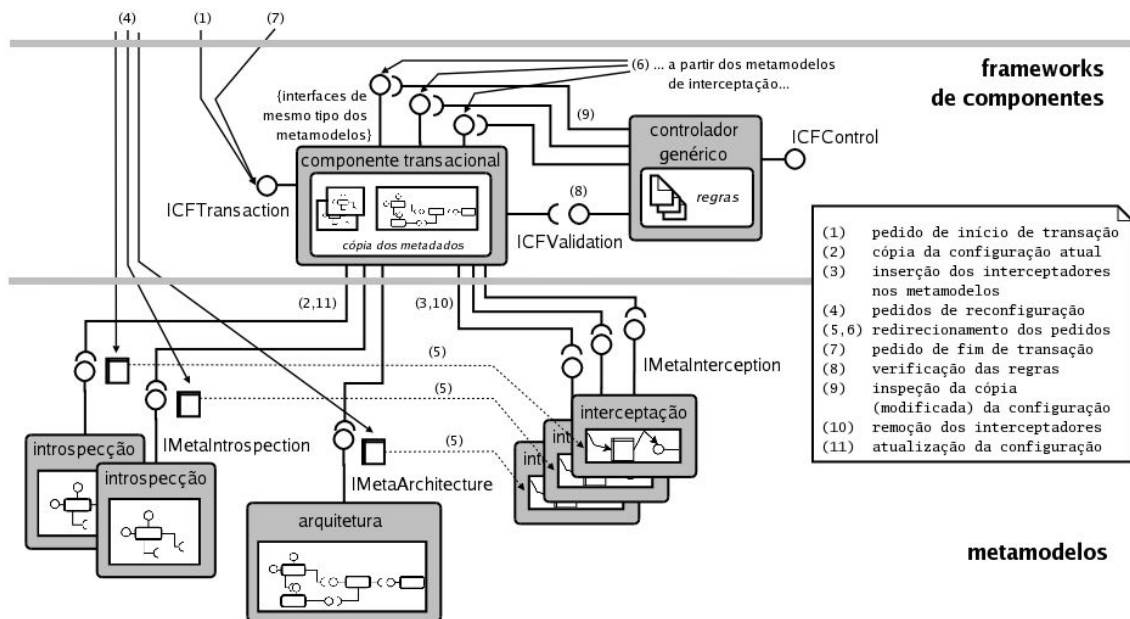 (4)
(1)
(7)
(6) ... a partir dos metamodelos
de interceptação...
frameworks
de componentes
{interfaces de
mesmo tipo dos
metamodelos}
(9)
controlador
genérico
ICFControl
componente transacional
regras
(8)
ICFTransaction
cópia dos metadados
ICFValidation
(1) pedido de início de transação
(2) cópia da configuração atual
(3) inserção dos interceptadores
nos metamodelos
(4) pedidos de reconfiguração
(5,6) redirecionamento dos pedidos
(7) pedido de fim de transação
(8) verificação das regras
(9) inspeção da cópia
(modificada) da configuração
(10) remoção dos interceptadores
(11) atualização da configuração
(2,11)
(3,10)
(5)
IMetaInterception
(5)
interceptação
introspecção
IMetaIntrospection
(5)
int
int
introspecção
IMetaArchitecture
arquitetura
metamodelos